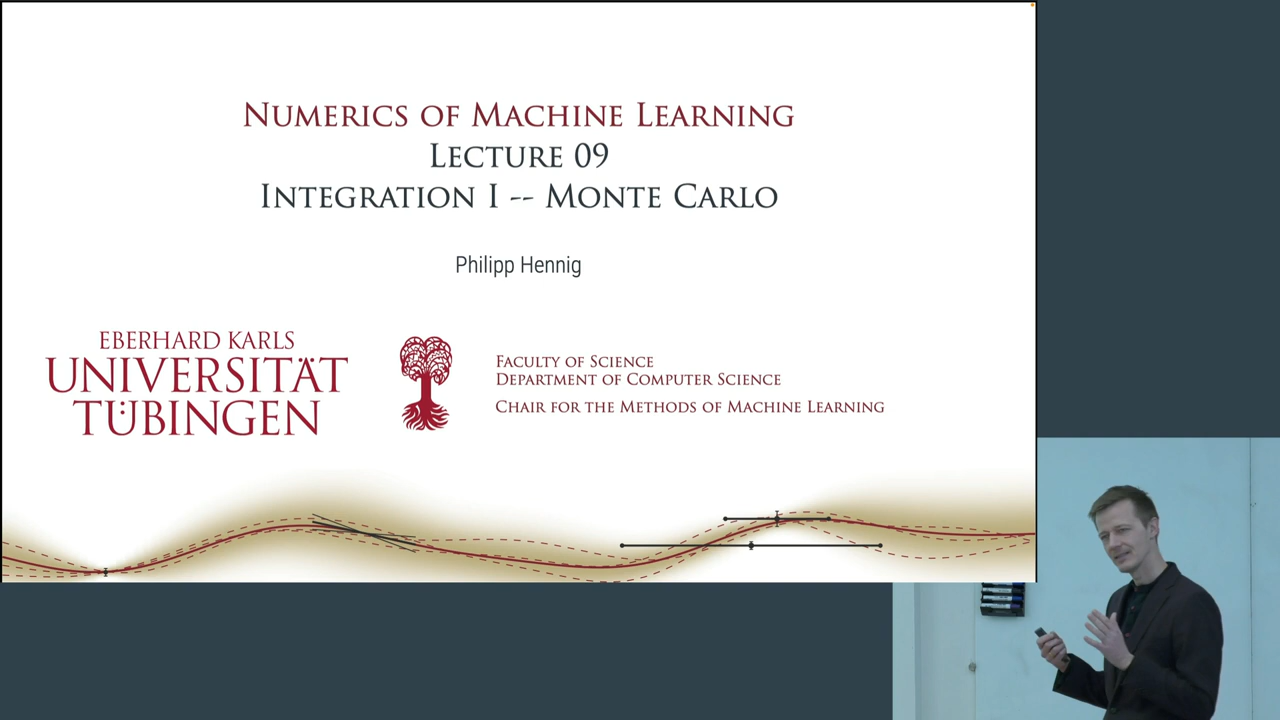 Numerics of Machine Learning
Lecture 09
Integration I -- Monte Carlo
Philipp Hennig
EBERHARD KARLS
UNIVERSITÄT
TÜBINGEN
Faculty of Science
Department of Computer Science
Chair for the Methods of Machine Learning